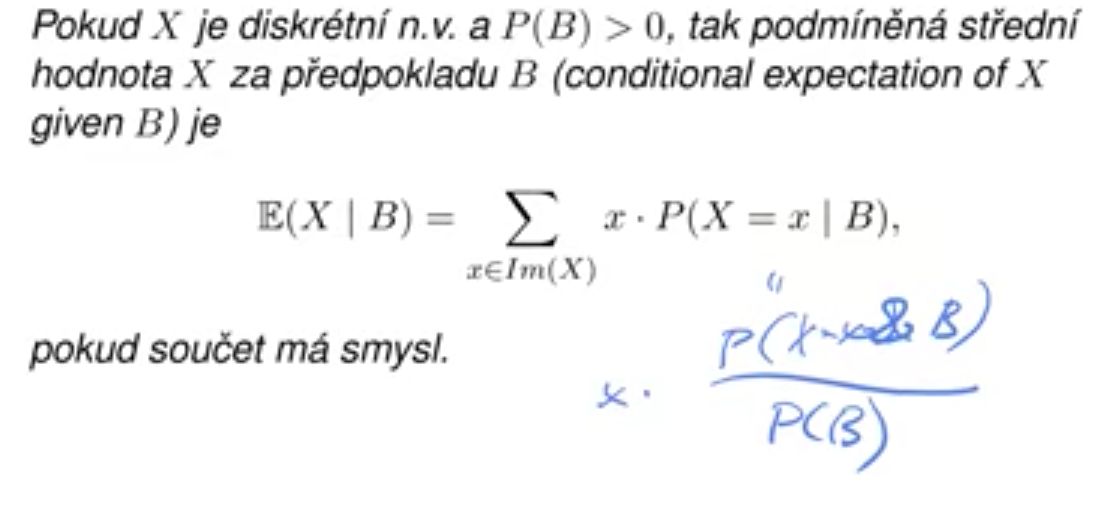 Pokud X je diskrétní n.v. a P(B) > 0, tak podmíněná střední
hodnota X za předpokladu B (conditional expectation of X
given B) je
𝔼(X | B) = ∑ x · P(X = x | B),
x∈Im(X)
"
pokud součet má smysl.
P(X=x & B)
x ·
P(B)